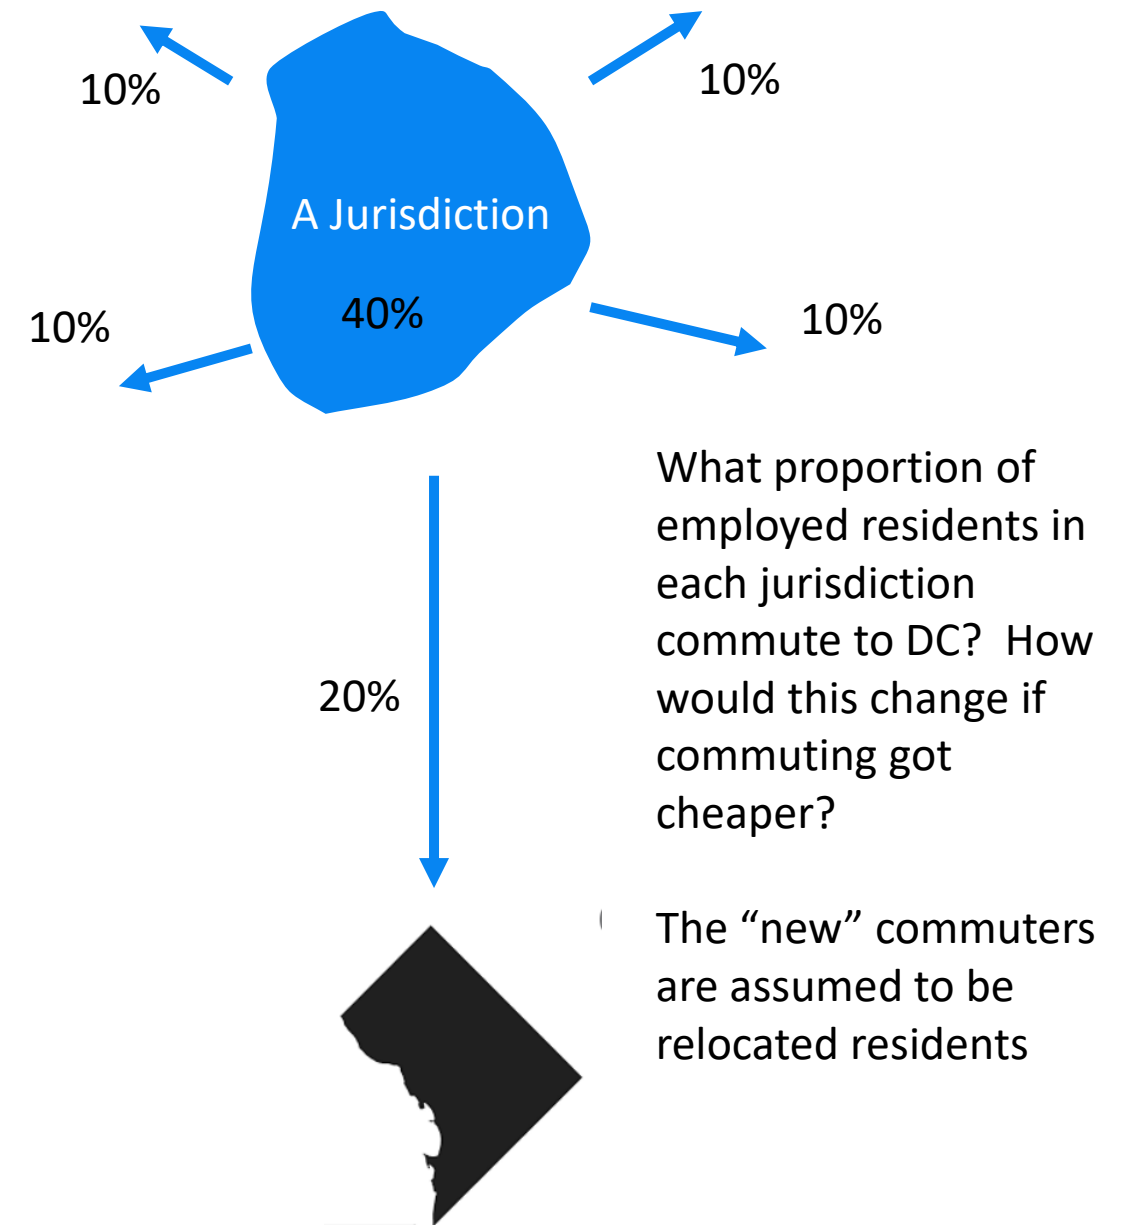 10%
10%
A Jurisdiction
40%
10%
10%
What proportion of
employed residents in
each jurisdiction
commute to DC?  How
would this change if
commuting got
cheaper?
20%
The “new” commuters
are assumed to be
relocated residents